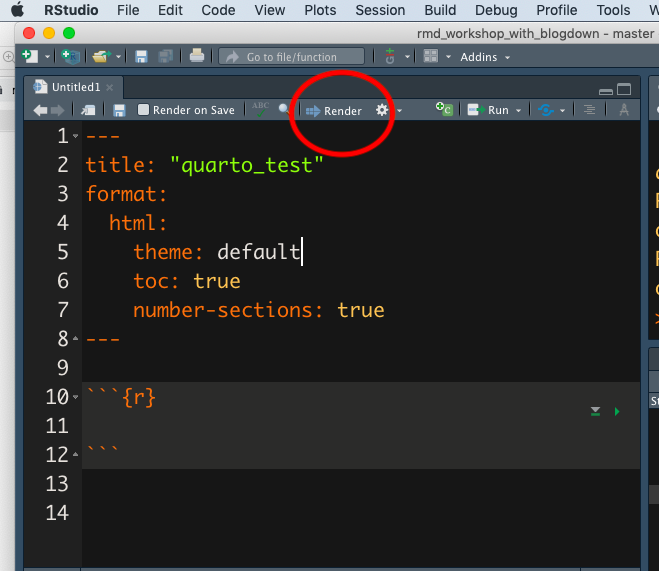 RStudio File Edit Code View Plots Session Build Debug Profile Tools W
rmd_workshop_with_blogdown - master
Go to file/function Addins
Untitled1
Render on Save ABC Render Run
1 ---
2 title: "quarto_test"
3 format:
4   html:
5     theme: default
6     toc: true
7     number-sections: true
8 ---
9
10 ```{r}
11
12 ```
13
14